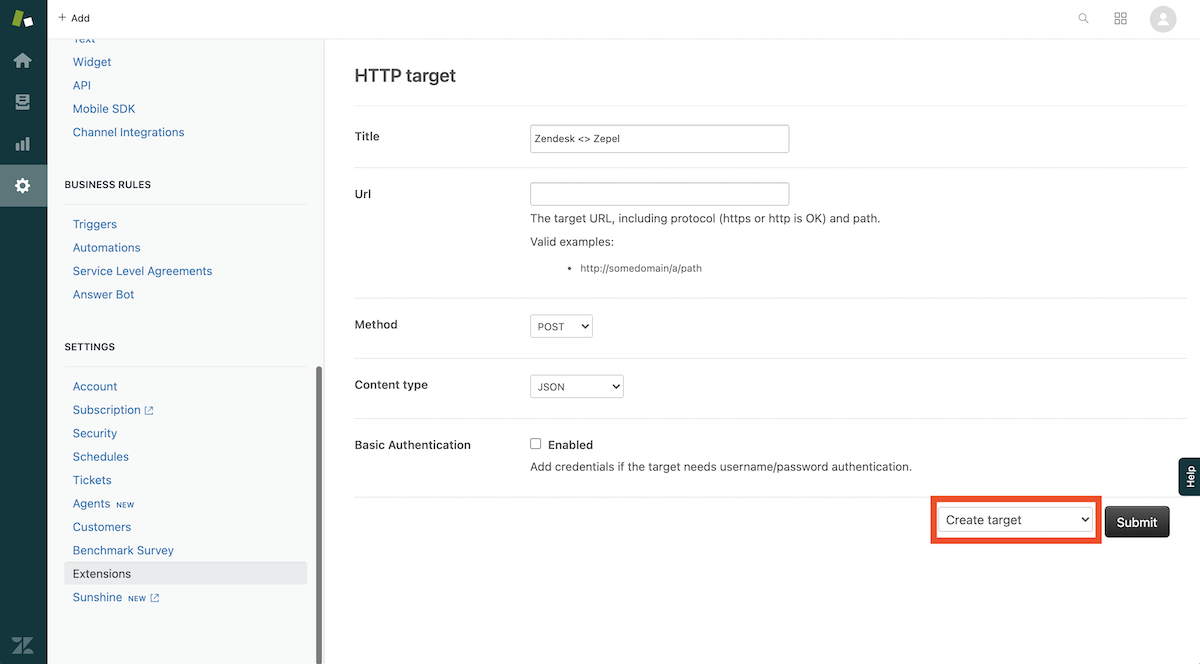 Add
Text
Widget
API
Mobile SDK
Channel Integrations
BUSINESS RULES
Triggers
Automations
Service Level Agreements
Answer Bot
SETTINGS
Account
Subscription
Security
Schedules
Tickets
Agents NEW
Customers
Benchmark Survey
Extensions
Sunshine NEW
HTTP target
Title
Zendesk <> Zepel
Url
The target URL, including protocol (https or http is OK) and path.
Valid examples:
• http://somedomain/a/path
Method
POST
Content type
JSON
Basic Authentication
Enabled
Add credentials if the target needs username/password authentication.
Create target
Submit
Help